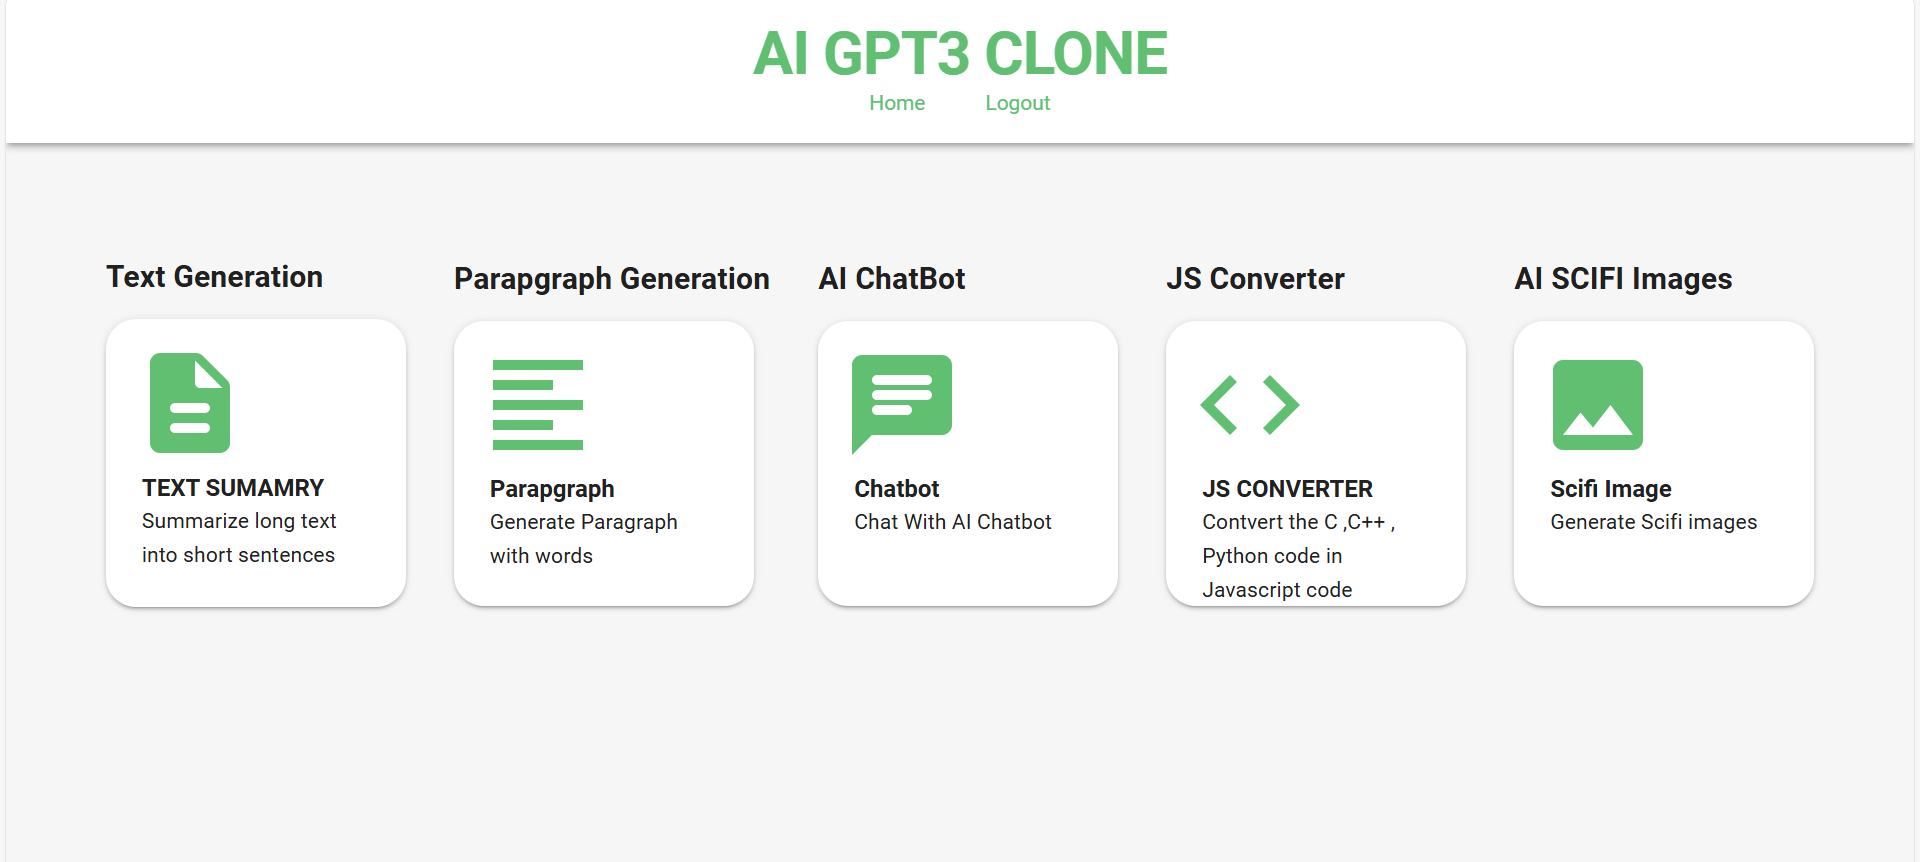 AI GPT3 CLONE
Home Logout
Text Generation
TEXT SUMAMRY
Summarize long text
into short sentences
Parapgraph Generation
Parapgraph
Generate Paragraph
with words
AI ChatBot
Chatbot
Chat With AI Chatbot
JS Converter
JS CONVERTER
Contvert the C ,C++ ,
Python code in
Javascript code
AI SCIFI Images
Scifi Image
Generate Scifi images